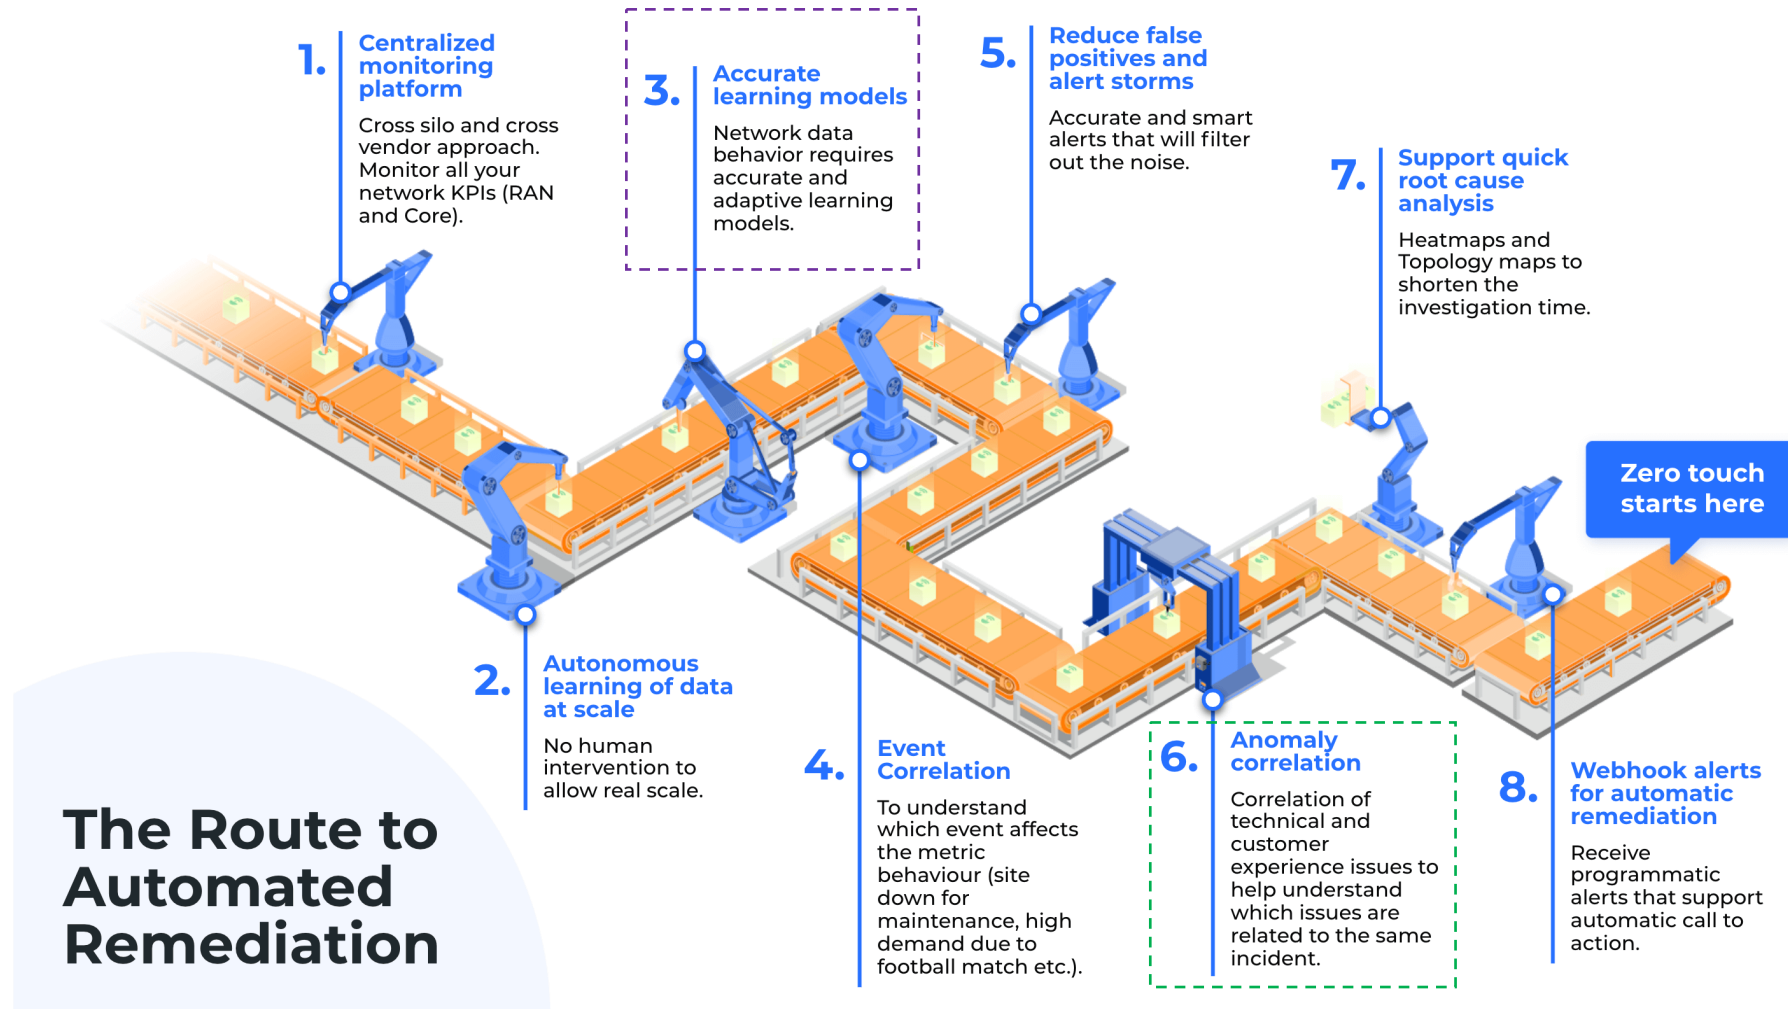 1.
Centralized
monitoring
platform
Cross silo and cross
vendor approach.
Monitor all your
network KPIs (RAN
and Core).
2.
Autonomous
learning of data
at scale
No human
intervention to
allow real scale.
3.
Accurate
learning models
Network data
behavior requires
accurate and
adaptive learning
models.
4.
Event
Correlation
To understand
which event affects
the metric
behaviour (site
down for
maintenance, high
demand due to
football match etc.).
5.
Reduce false
positives and
alert storms
Accurate and smart
alerts that will filter
out the noise.
6.
Anomaly
correlation
Correlation of
technical and
customer
experience issues to
help understand
which issues are
related to the same
incident.
7.
Support quick
root cause
analysis
Heatmaps and
Topology maps to
shorten the
investigation time.
8.
Webhook alerts
for automatic
remediation
Receive
programmatic
alerts that support
automatic call to
action.
Zero touch
starts here
The Route to
Automated
Remediation